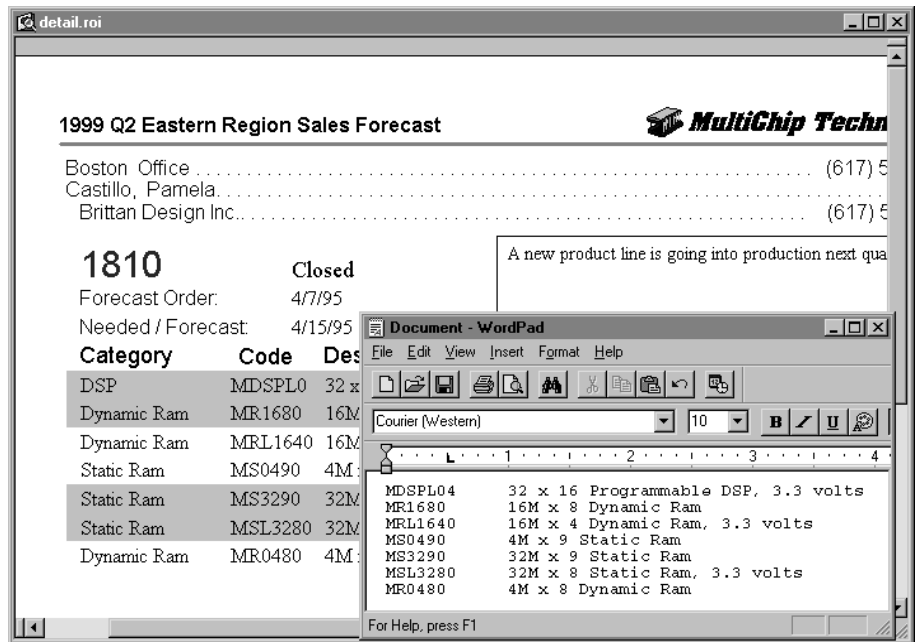 detail.roi
1999 Q2 Eastern Region Sales Forecast
MultiChip Techn
Boston Office . . . . . . . . . . . . . . . . . . . . . . . . . . . . . . . . . . . . . . . . (617) 5
Castillo, Pamela. . . . . . . . . . . . . . . . . . . . . . . . . . . . . . . . . . . . . . . .
Brittan Design Inc.. . . . . . . . . . . . . . . . . . . . . . . . . . . . . . . . . . . . . (617) 5
1810 Closed
A new product line is going into production next qua
Forecast Order: 4/7/95
Needed / Forecast: 4/15/95
Category Code Des
DSP MDSPL0 32 x
Dynamic Ram MR1680 16M
Dynamic Ram MRL1640 16M
Static Ram MS0490 4M
Static Ram MS3290 32M
Static Ram MSL3280 32M
Dynamic Ram MR0480 4M
Document - WordPad
File Edit View Insert Format Help
Courier (Western) 10 B I U
1 2 3 4
MDSPL04 32 x 16 Programmable DSP, 3.3 volts
MR1680 16M x 8 Dynamic Ram
MRL1640 16M x 4 Dynamic Ram, 3.3 volts
MS0490 4M x 9 Static Ram
MS3290 32M x 9 Static Ram
MSL3280 32M x 8 Static Ram, 3.3 volts
MR0480 4M x 8 Dynamic Ram
For Help, press F1